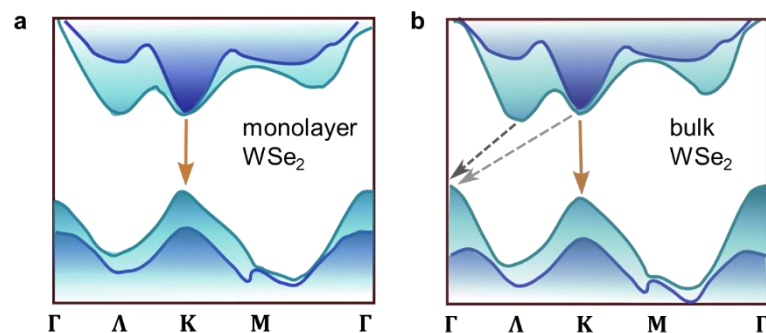 a
monolayer
WSe₂
Γ Λ K M Γ
b
bulk
WSe₂
Γ Λ K M Γ